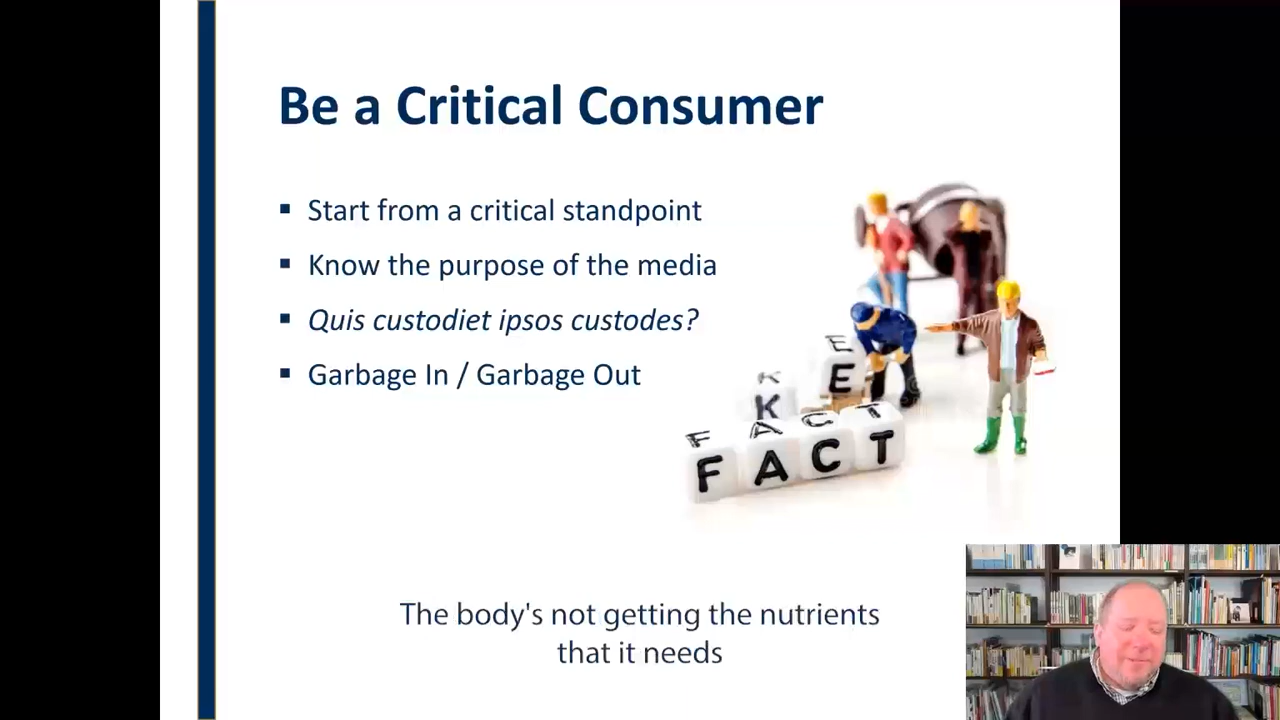 Be a Critical Consumer
▪ Start from a critical standpoint
▪ Know the purpose of the media
▪ Quis custodiet ipsos custodes?
▪ Garbage In / Garbage Out
E
E
K
K
F A C T
F A C T
The body's not getting the nutrients
that it needs